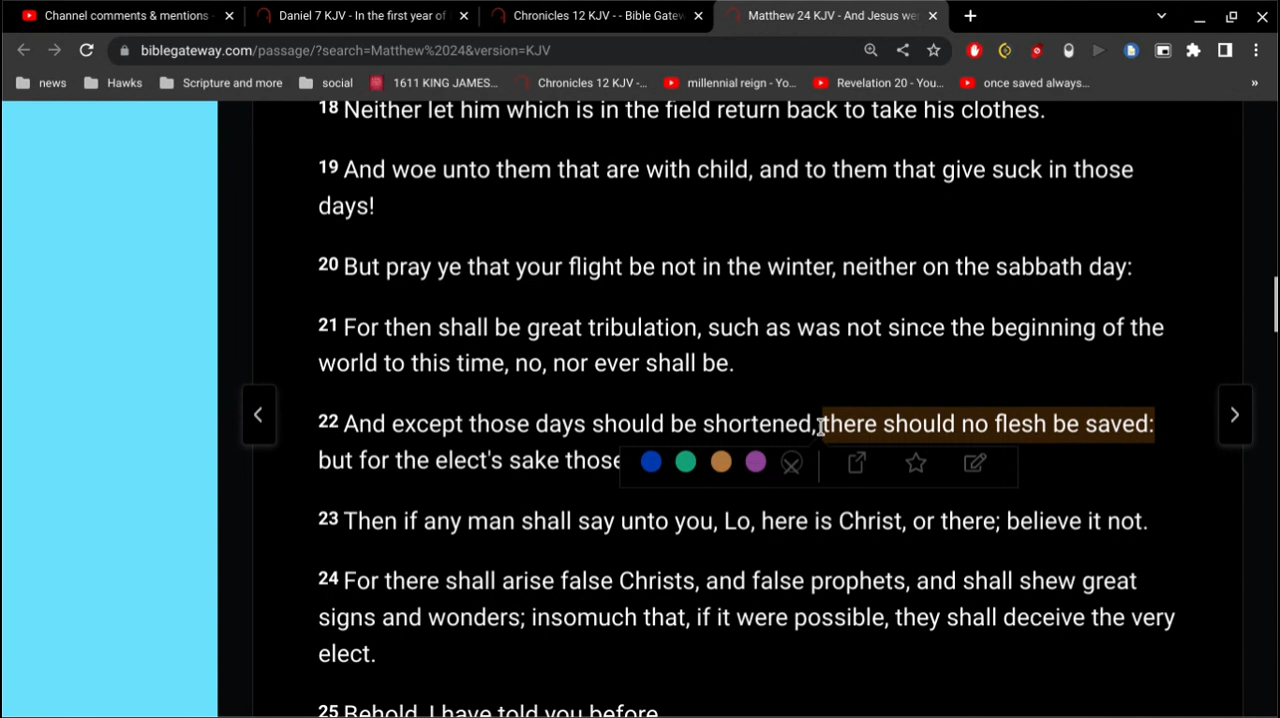 Channel comments & mentions -
Daniel 7 KJV - In the first year of
Chronicles 12 KJV - - Bible Gatew
Matthew 24 KJV - And Jesus we
biblegateway.com/passage/?search=Matthew%2024&version=KJV
news
Hawks
Scripture and more
social
1611 KING JAMES...
Chronicles 12 KJV -...
millennial reign - Yo...
Revelation 20 - You...
once saved always...
»
18 Neither let him which is in the field return back to take his clothes.
19 And woe unto them that are with child, and to them that give suck in those
days!
20 But pray ye that your flight be not in the winter, neither on the sabbath day:
21 For then shall be great tribulation, such as was not since the beginning of the
world to this time, no, nor ever shall be.
22 And except those days should be shortened, there should no flesh be saved:
but for the elect's sake those
23 Then if any man shall say unto you, Lo, here is Christ, or there; believe it not.
24 For there shall arise false Christs, and false prophets, and shall shew great
signs and wonders; insomuch that, if it were possible, they shall deceive the very
elect.
25 Behold, I have told you before.